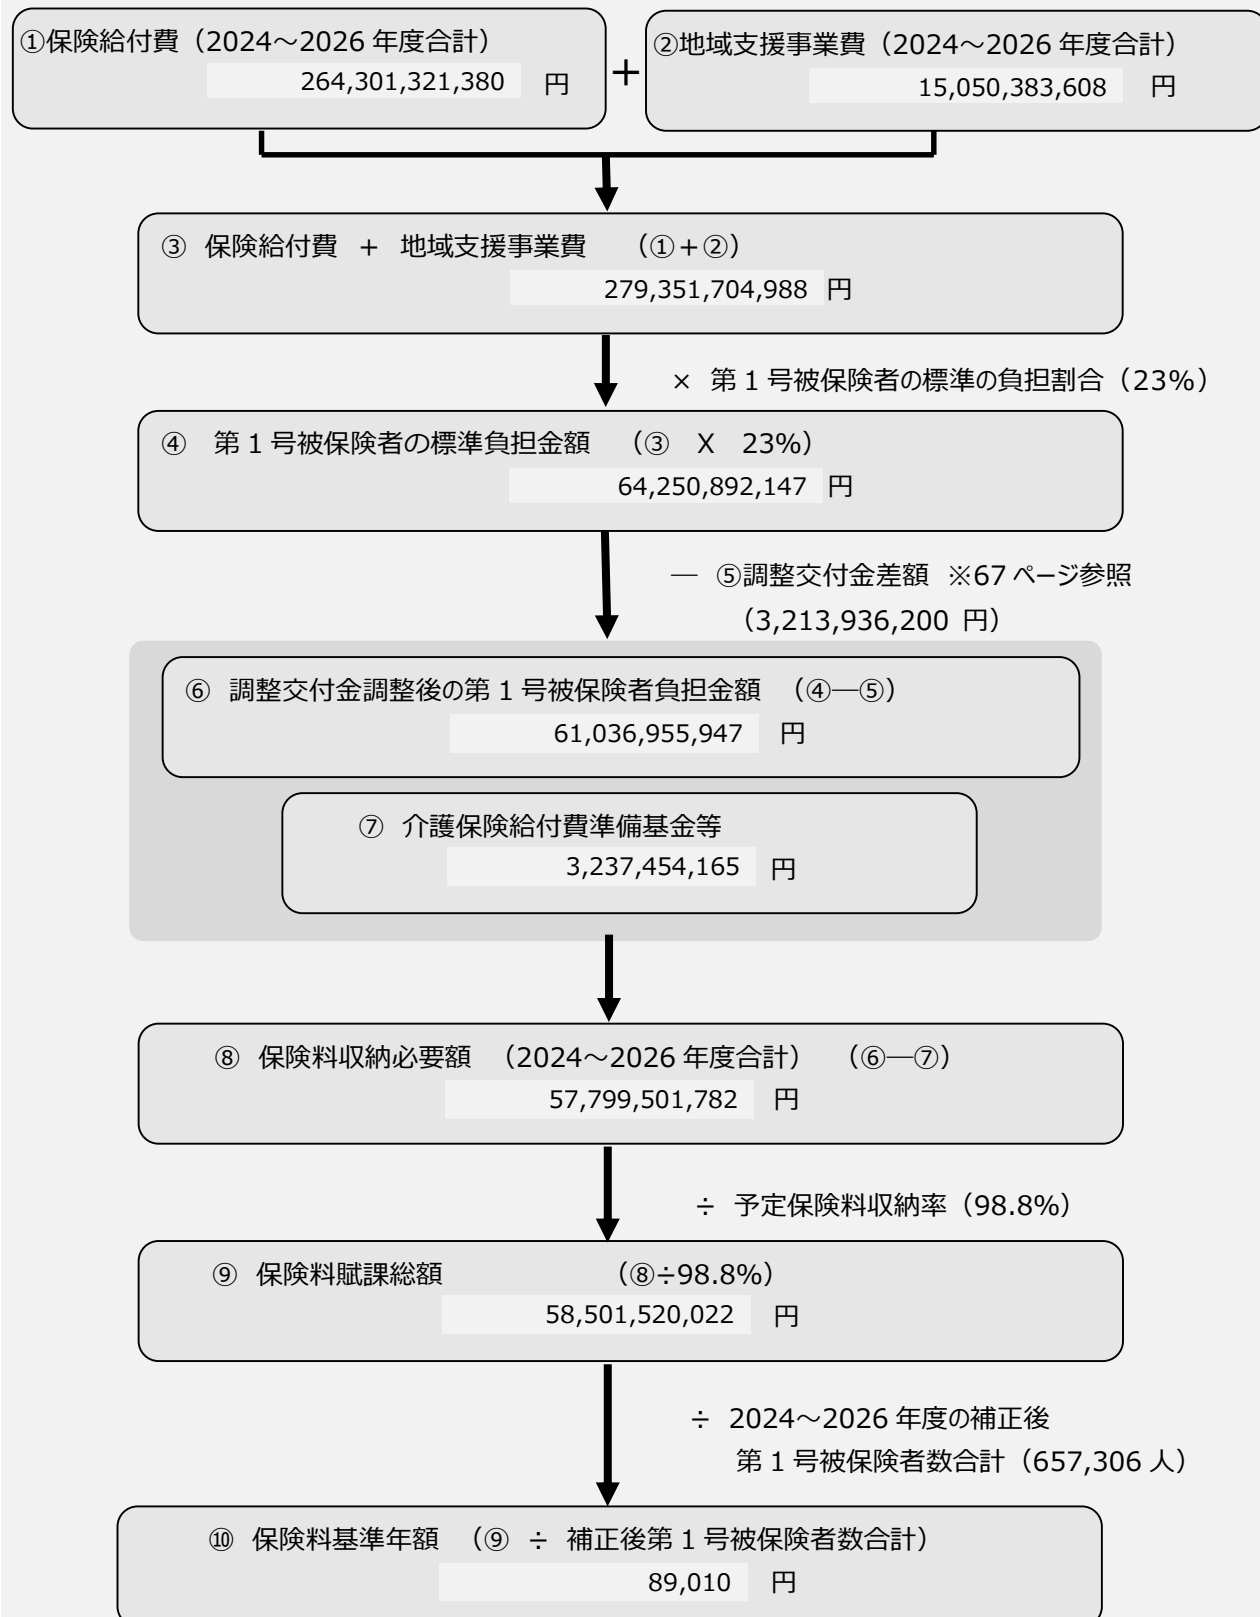 ①保険給付費（2024～2026 年度合計）
264,301,321,380 円
＋
②地域支援事業費（2024～2026 年度合計）
15,050,383,608 円
③ 保険給付費 + 地域支援事業費 （①＋②）
279,351,704,988 円
× 第１号被保険者の標準の負担割合（23%）
④ 第１号被保険者の標準負担金額 （③ X 23%）
64,250,892,147 円
― ⑤調整交付金差額 ※67 ページ参照
（3,213,936,200 円）
⑥ 調整交付金調整後の第１号被保険者負担金額 （④―⑤）
61,036,955,947 円
⑦ 介護保険給付費準備基金等
3,237,454,165 円
⑧ 保険料収納必要額 （2024～2026 年度合計） （⑥―⑦）
57,799,501,782 円
÷ 予定保険料収納率（98.8%）
⑨ 保険料賦課総額 （⑧÷98.8%）
58,501,520,022 円
÷ 2024～2026 年度の補正後
第１号被保険者数合計（657,306 人）
⑩ 保険料基準年額 （⑨ ÷ 補正後第１号被保険者数合計）
89,010 円